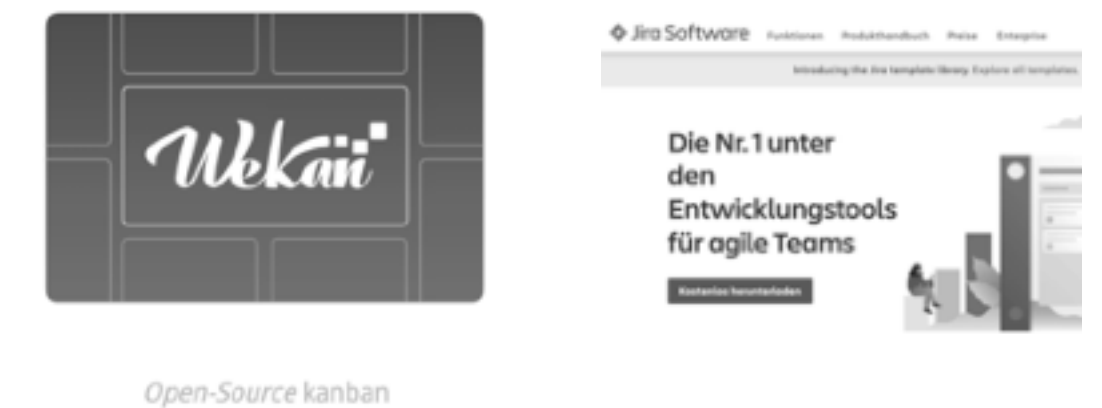 Wekan
Open-Source kanban
Jira Software Funktionen Produkthandbuch Preise Enterprise
Introducing the Jira template library. Explore all templates.
Die Nr. 1 unter
den
Entwicklungstools
für agile Teams
Kostenlos herunterladen